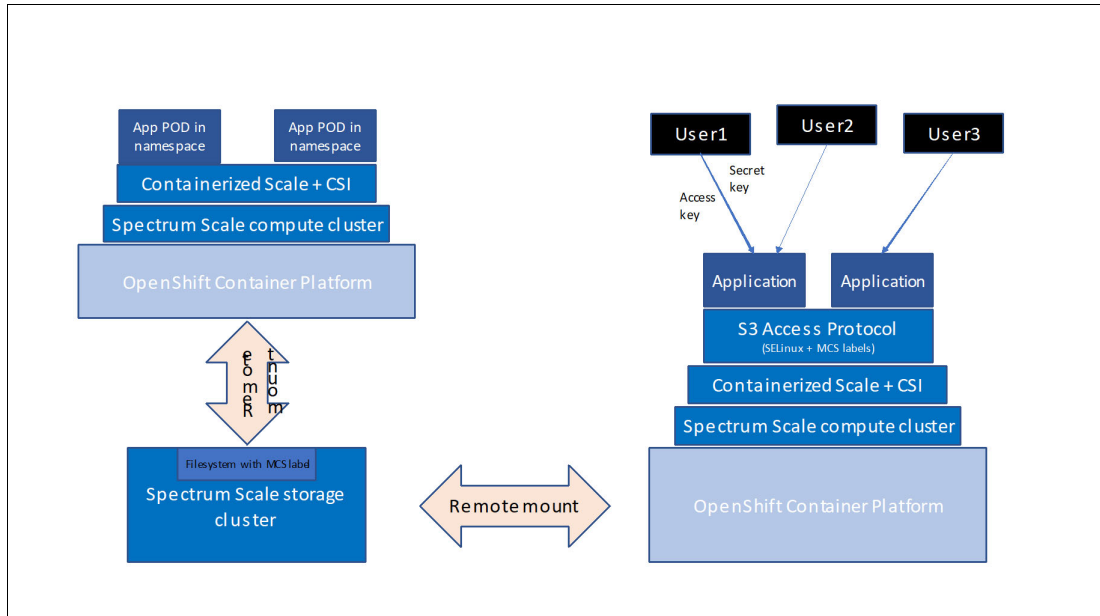 App POD in
namespace
App POD in
namespace
Containerized Scale + CSI
Spectrum Scale compute cluster
OpenShift Container Platform
Remote
mount
Filesystem with MCS label
Spectrum Scale storage
cluster
Remote mount
User1
User2
User3
Secret
key
Access
key
Application
Application
S3 Access Protocol
(SELinux + MCS labels)
Containerized Scale + CSI
Spectrum Scale compute cluster
OpenShift Container Platform